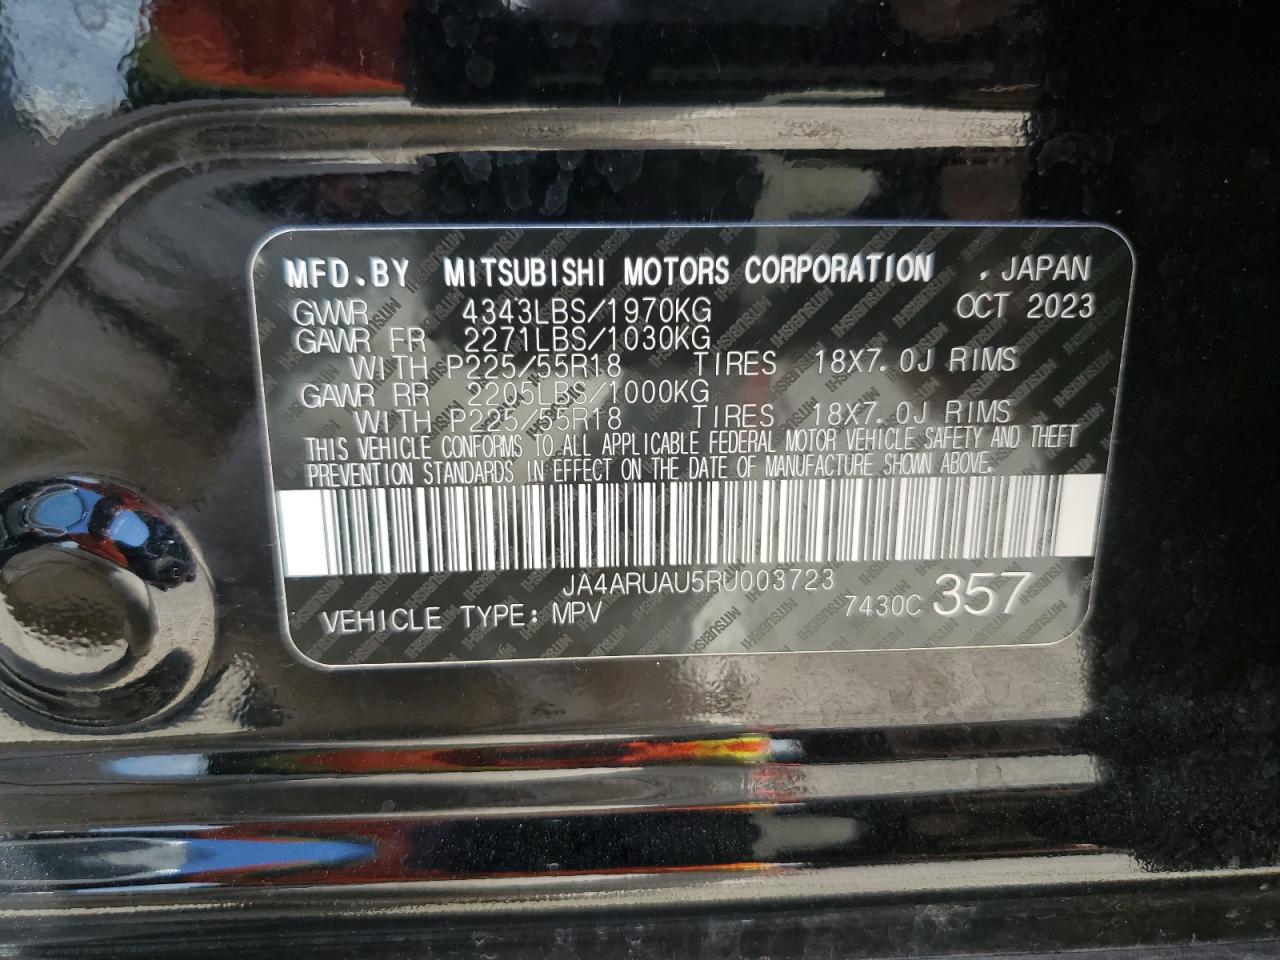 MFD.BY MITSUBISHI MOTORS CORPORATION . JAPAN
GWWR 4343LBS/1970KG OCT 2023
GAWR FR 2271LBS/1030KG
WITH P225/55R18 TIRES 18X7.0J RIMS
GAWR RR 2205LBS/1000KG
WITH P225/55R18 TIRES 18X7.0J RIMS
THIS VEHICLE CONFORMS TO ALL APPLICABLE FEDERAL MOTOR VEHICLE SAFETY AND THEFT
PREVENTION STANDARDS IN EFFECT ON THE DATE OF MANUFACTURE SHOWN ABOVE.
JA4ARUAU5RU003723
VEHICLE TYPE: MPV 7430C 357